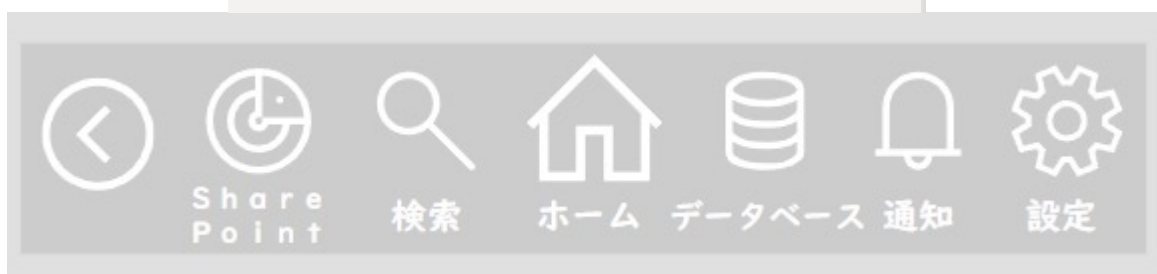 Share
Point
検索
ホーム
データベース
通知
設定